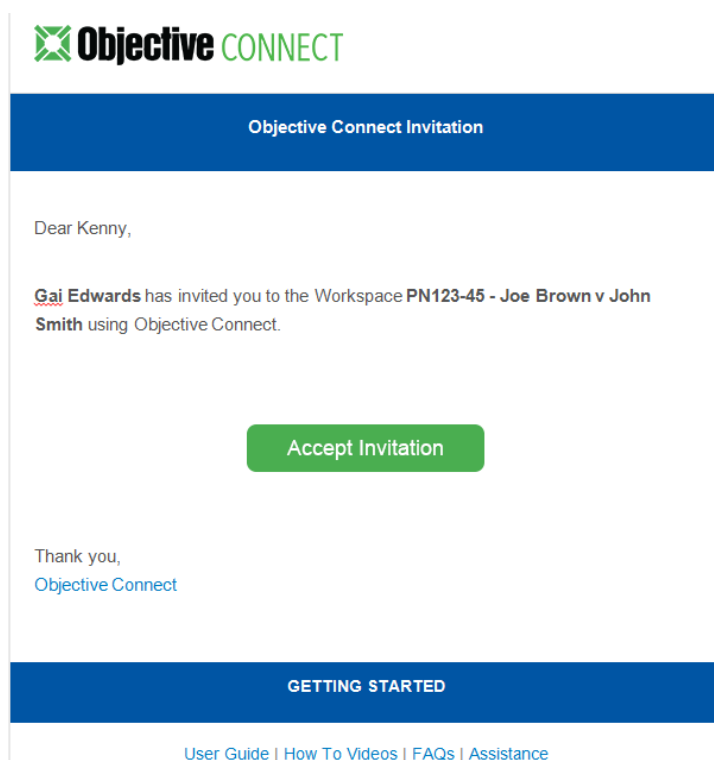 Objective CONNECT
Objective Connect Invitation
Dear Kenny,
Gai Edwards has invited you to the Workspace PN123-45 - Joe Brown v John
Smith using Objective Connect.
Accept Invitation
Thank you,
Objective Connect
GETTING STARTED
User Guide | How To Videos | FAQs | Assistance